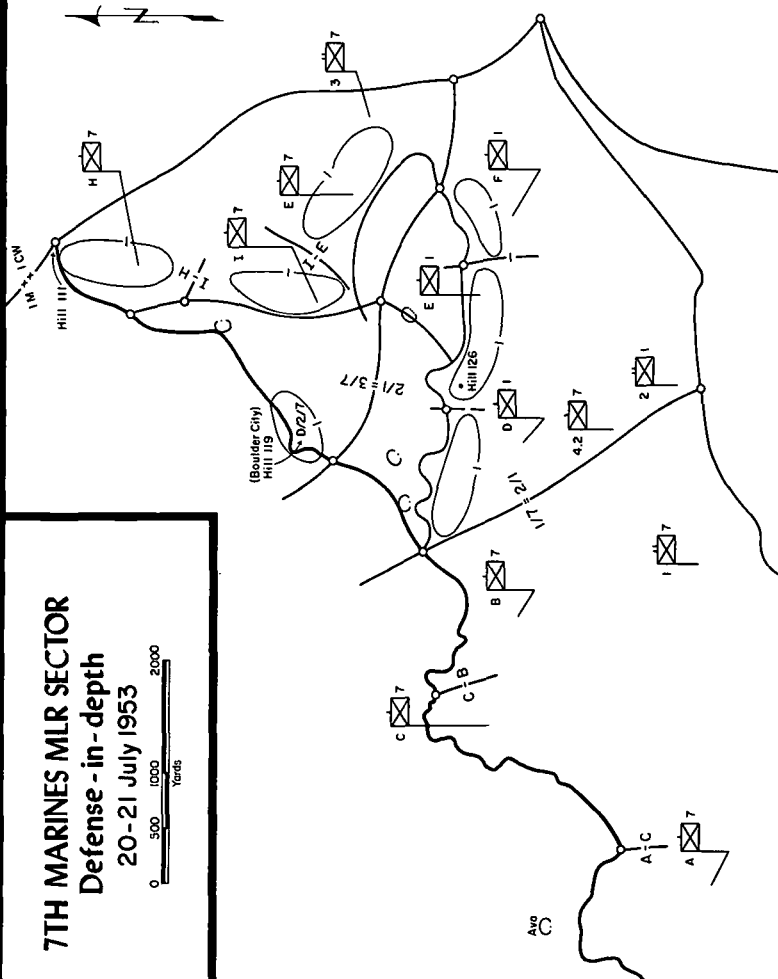 7TH MARINES MLR SECTOR
Defense-in-depth
20-21 July 1953
0 500 1000 2000
Yards
N
1M xx 1CW
Hill 111
H 7
I-H
I 7
I-E
E 7
3 7
(Boulder City)
Hill 119
D/2/7
2/1=3/7
E 1
F 1
Hill 126
D 1
4.2 7
2 1
1/7=2/1
B 7
1 7
C 7
C-B
A-C
A 7
Ava